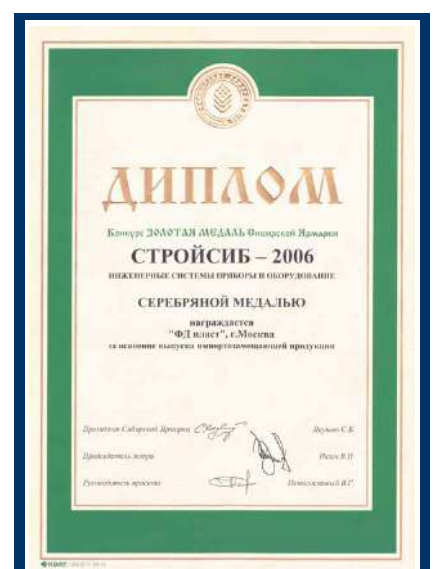 ДИПЛОМ
Конкурс ЗОЛОТАЯ МЕДАЛЬ Сибирской Ярмарки
СТРОЙСИБ – 2006
ИНЖЕНЕРНЫЕ СИСТЕМЫ ПРИБОРЫ И ОБОРУДОВАНИЕ
СЕРЕБРЯНОЙ МЕДАЛЬЮ
награждается
"ФД пласт", г.Москва
за освоение выпуска импортозамещающей продукции
Президент Сибирской Ярмарки Якушин С.Б.
Председатель жюри В.Н.
Руководитель проекта В.Г.